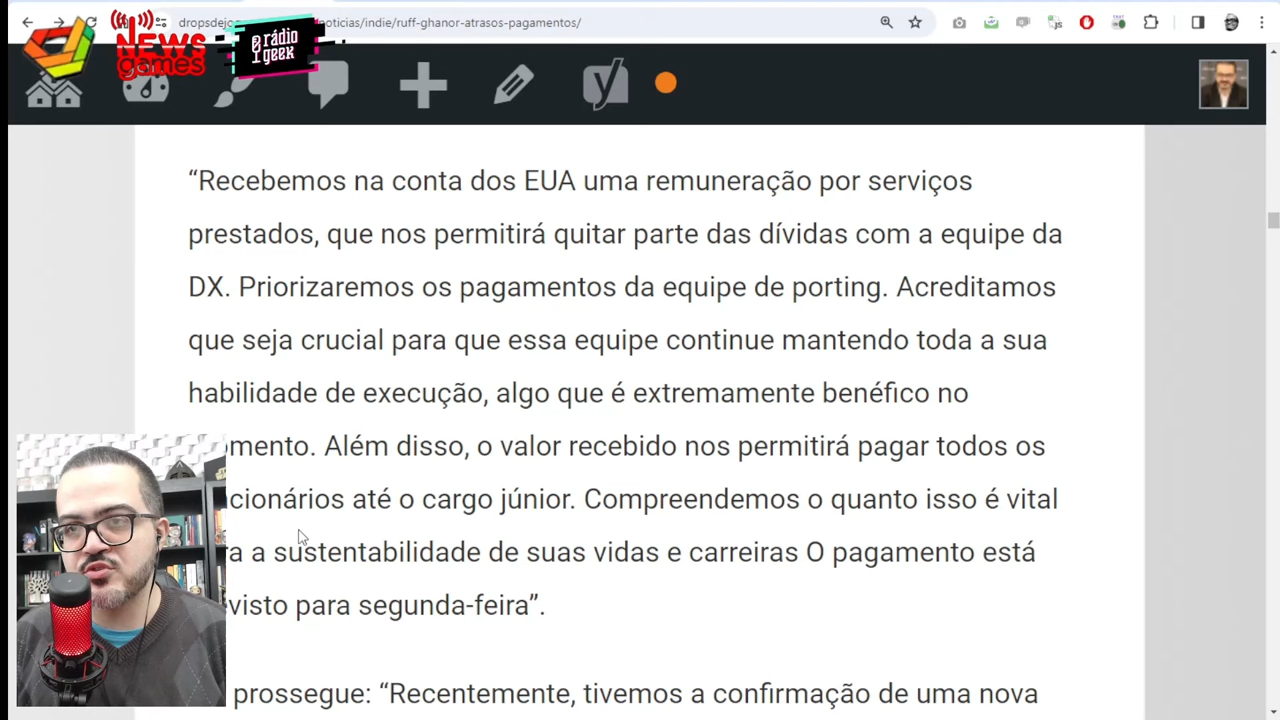 dropsdejo
noticias/indie/ruff-ghanor-atrasos-pagamentos/
NEWS
games
rádio
geek
“Recebemos na conta dos EUA uma remuneração por serviços
prestados, que nos permitirá quitar parte das dívidas com a equipe da
DX. Priorizaremos os pagamentos da equipe de porting. Acreditamos
que seja crucial para que essa equipe continue mantendo toda a sua
habilidade de execução, algo que é extremamente benéfico no
omento. Além disso, o valor recebido nos permitirá pagar todos os
cionários até o cargo júnior. Compreendemos o quanto isso é vital
a a sustentabilidade de suas vidas e carreiras O pagamento está
visto para segunda-feira”.
prossegue: “Recentemente, tivemos a confirmação de uma nova